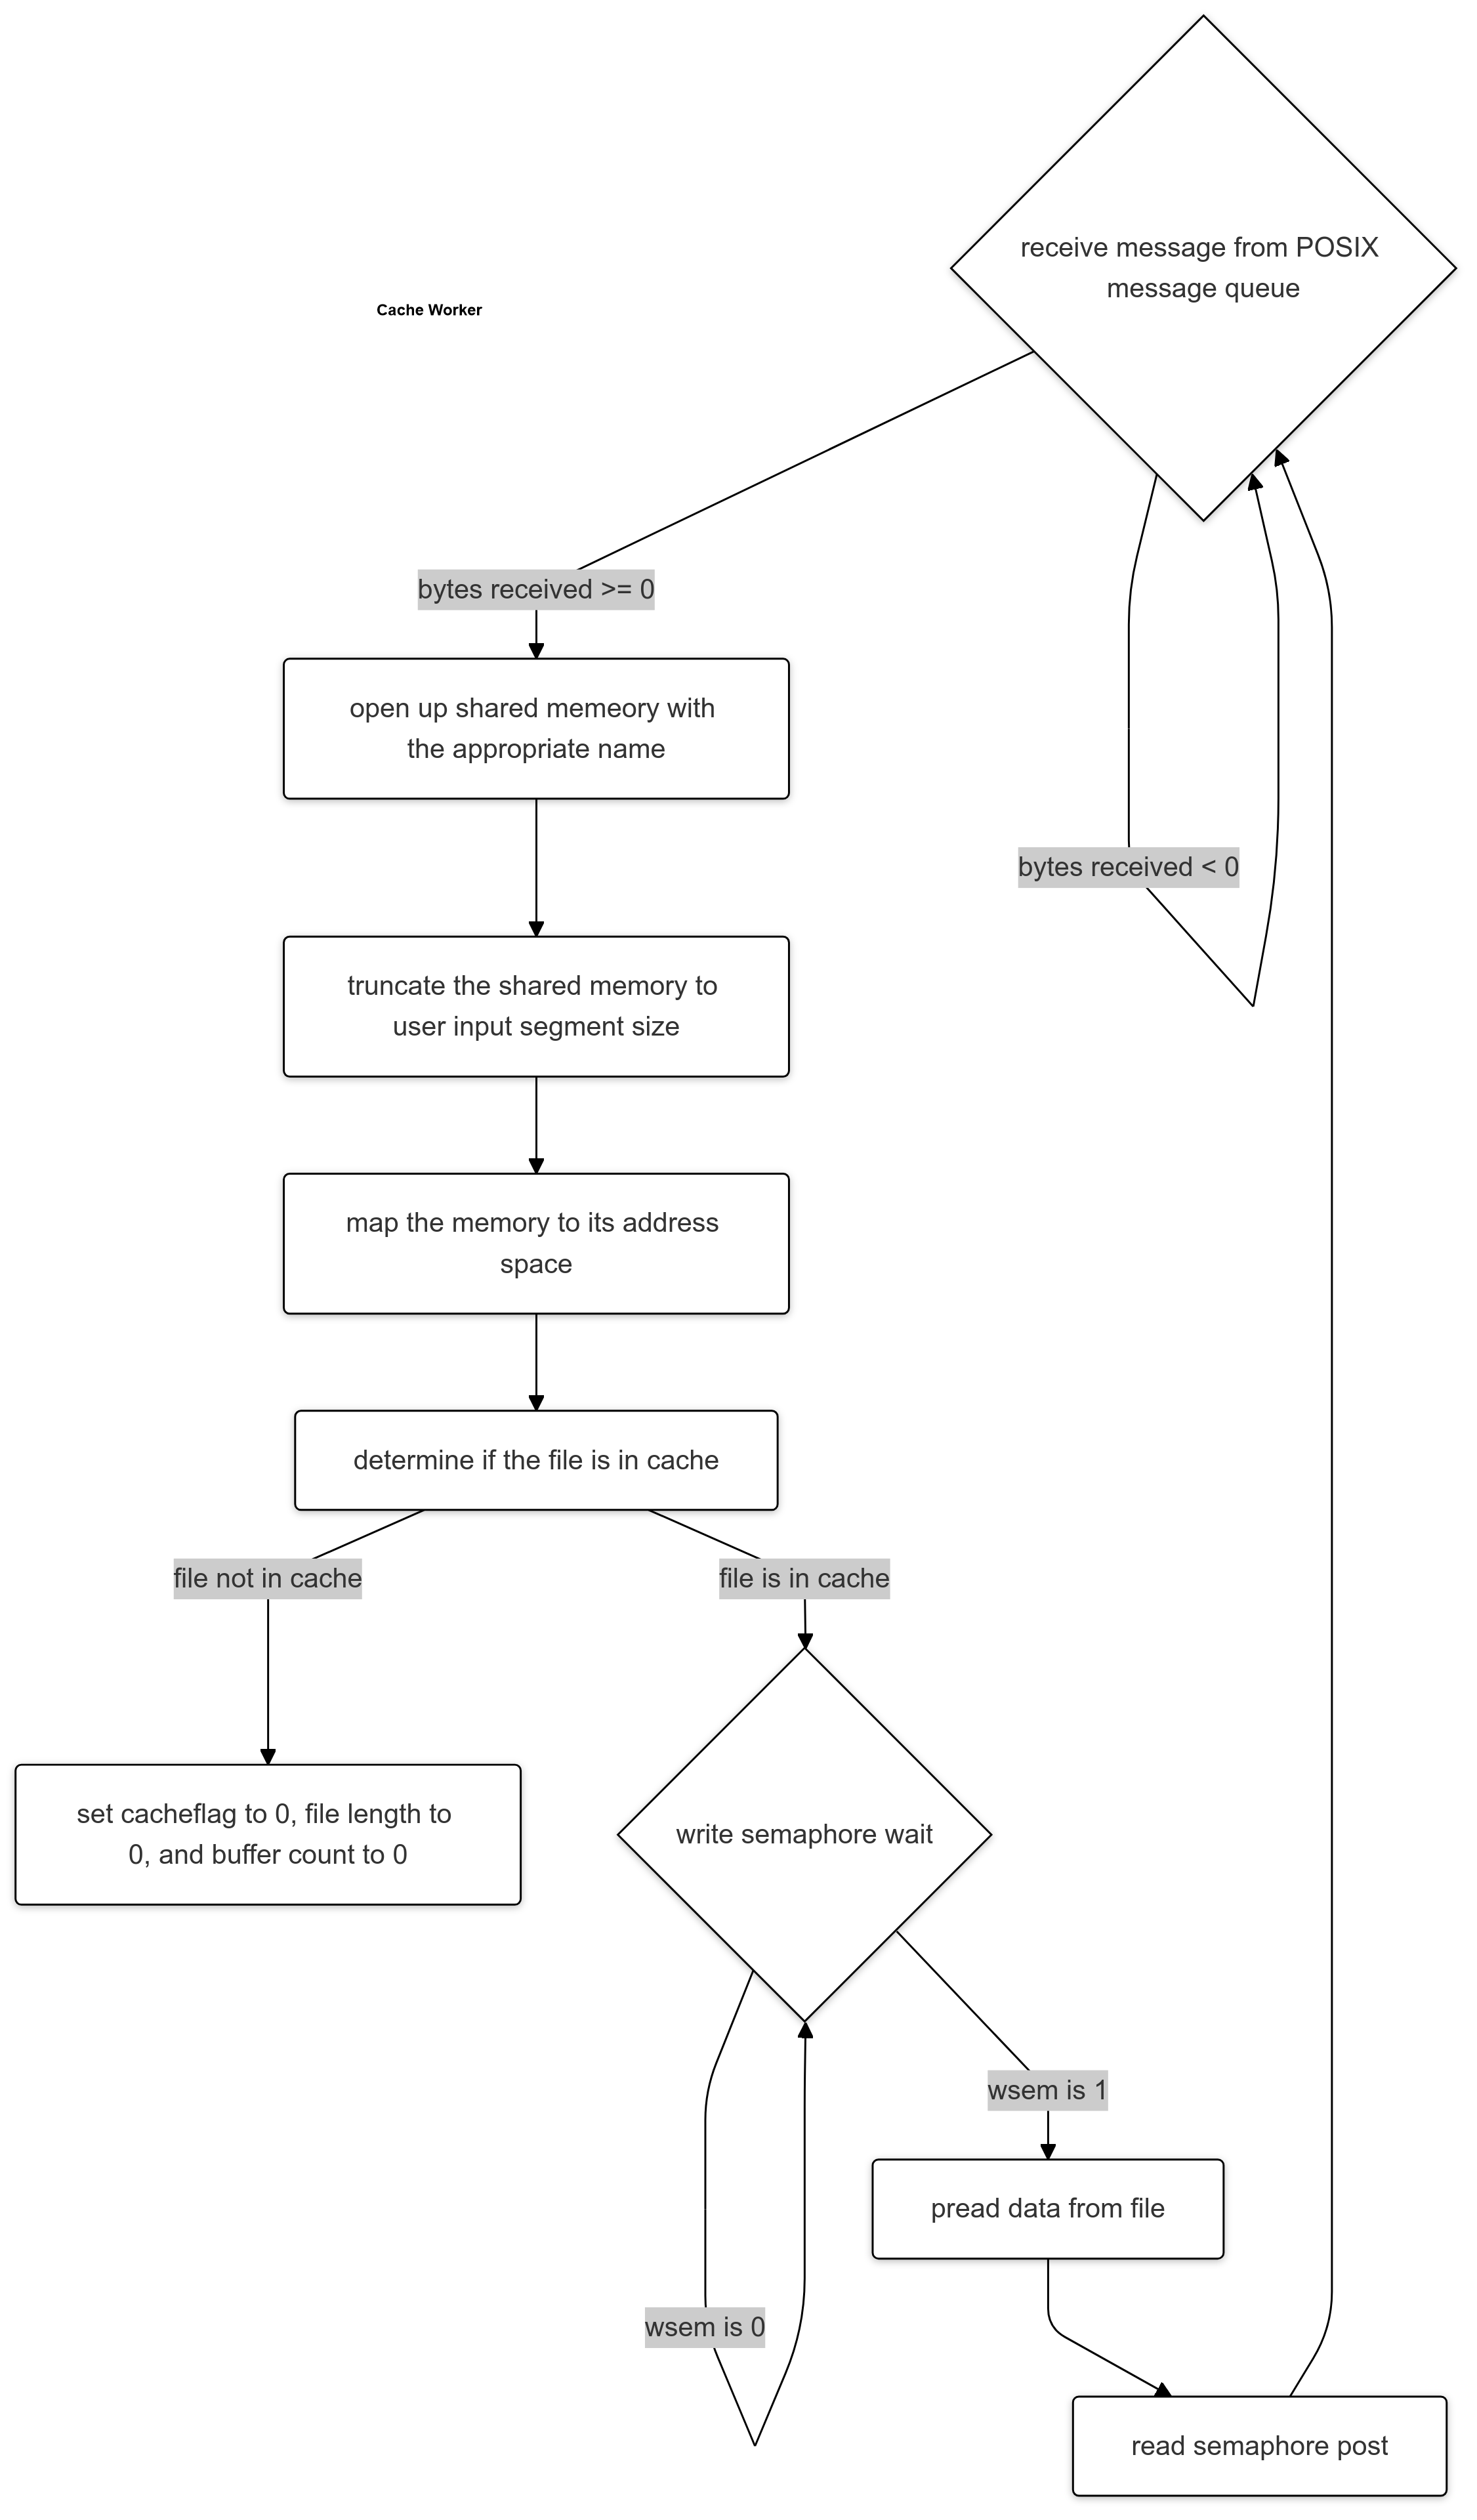 receive message from POSIX
message queue
Cache Worker
bytes received >= 0
open up shared memeory with
the appropriate name
bytes received < 0
truncate the shared memory to
user input segment size
map the memory to its address
space
determine if the file is in cache
file not in cache
file is in cache
set cacheflag to 0, file length to
0, and buffer count to 0
write semaphore wait
wsem is 1
pread data from file
wsem is 0
read semaphore post